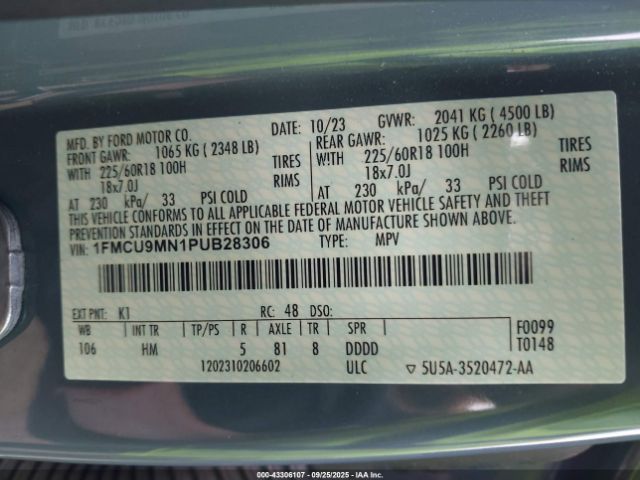 MFD. BY FORD MOTOR CO.
DATE: 10/23 GVWR: 2041 KG ( 4500 LB)
FRONT GAWR: 1065 KG ( 2348 LB)
REAR GAWR: 1025 KG ( 2260LB)
WITH 225/60R18 100H TIRES
18x7.0J RIMS
AT 230 kPa/ 33 PSI COLD
WITH 225/60R18 100H TIRES
18x7.0J RIMS
AT 230 kPa/ 33 PSI COLD
THIS VEHICLE CONFORMS TO ALL APPLICABLE FEDERAL MOTOR VEHICLE SAFETY AND THEFT
PREVENTION STANDARDS IN EFFECT ON THE DATE OF MANUFACTURE SHOWN ABOVE.
VIN: 1FMCU9MN1PUB28306 TYPE: MPV
EXT PNT: K1 RC: 48 DSO:
WB INT TR TP/PS R AXLE TR SPR
106 HM 5 81 8 DDDD
F0099
T0148
1202310206602 ULC ▽ 5U5A-3520472-AA
000-43306107 - 09/25/2025 - IAAI.COM